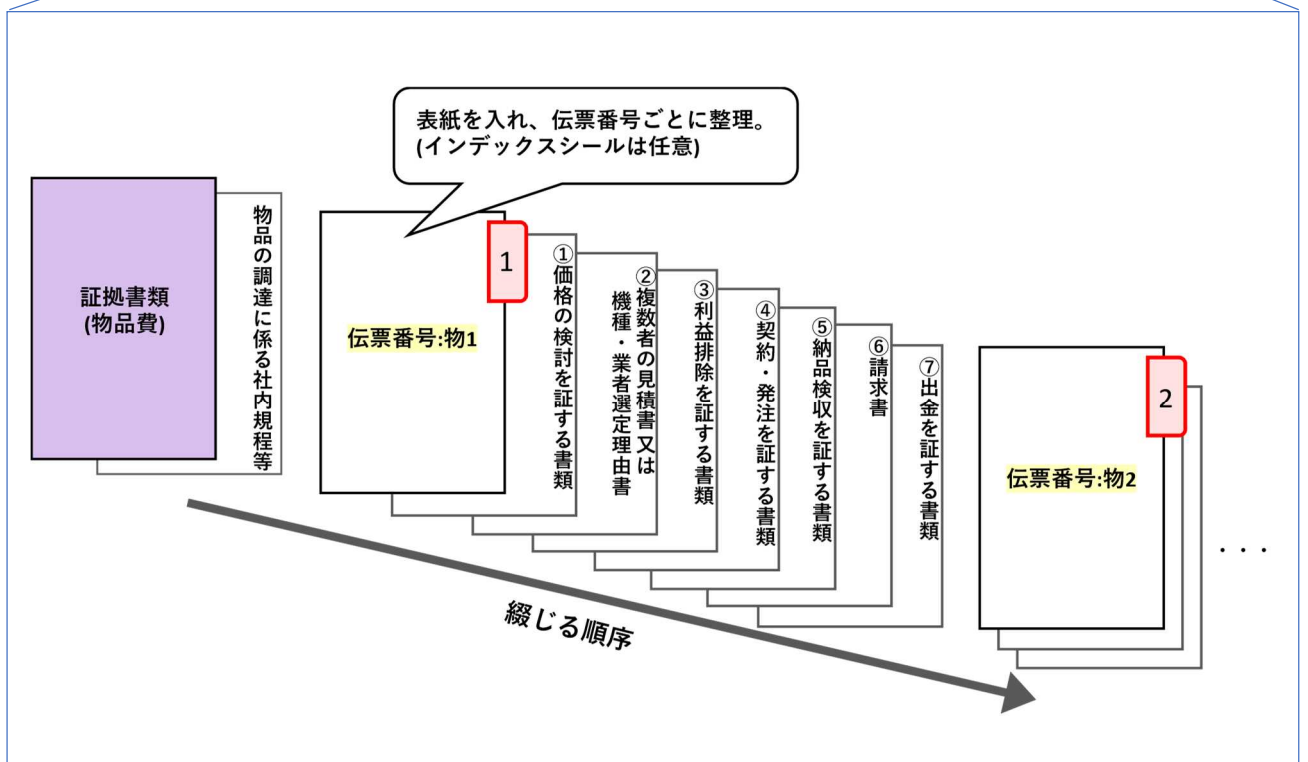 表紙を入れ、伝票番号ごとに整理。
(インデックスシールは任意)
証拠書類
(物品費)
物品の調達に係る社内規程等
伝票番号:物1
1
①価格の検討を証する書類
②複数者の見積書 又は
機種・業者選定理由書
③利益排除を証する書類
④契約・発注を証する書類
⑤納品検収を証する書類
⑥請求書
⑦出金を証する書類
伝票番号:物2
2
・・・
綴じる順序